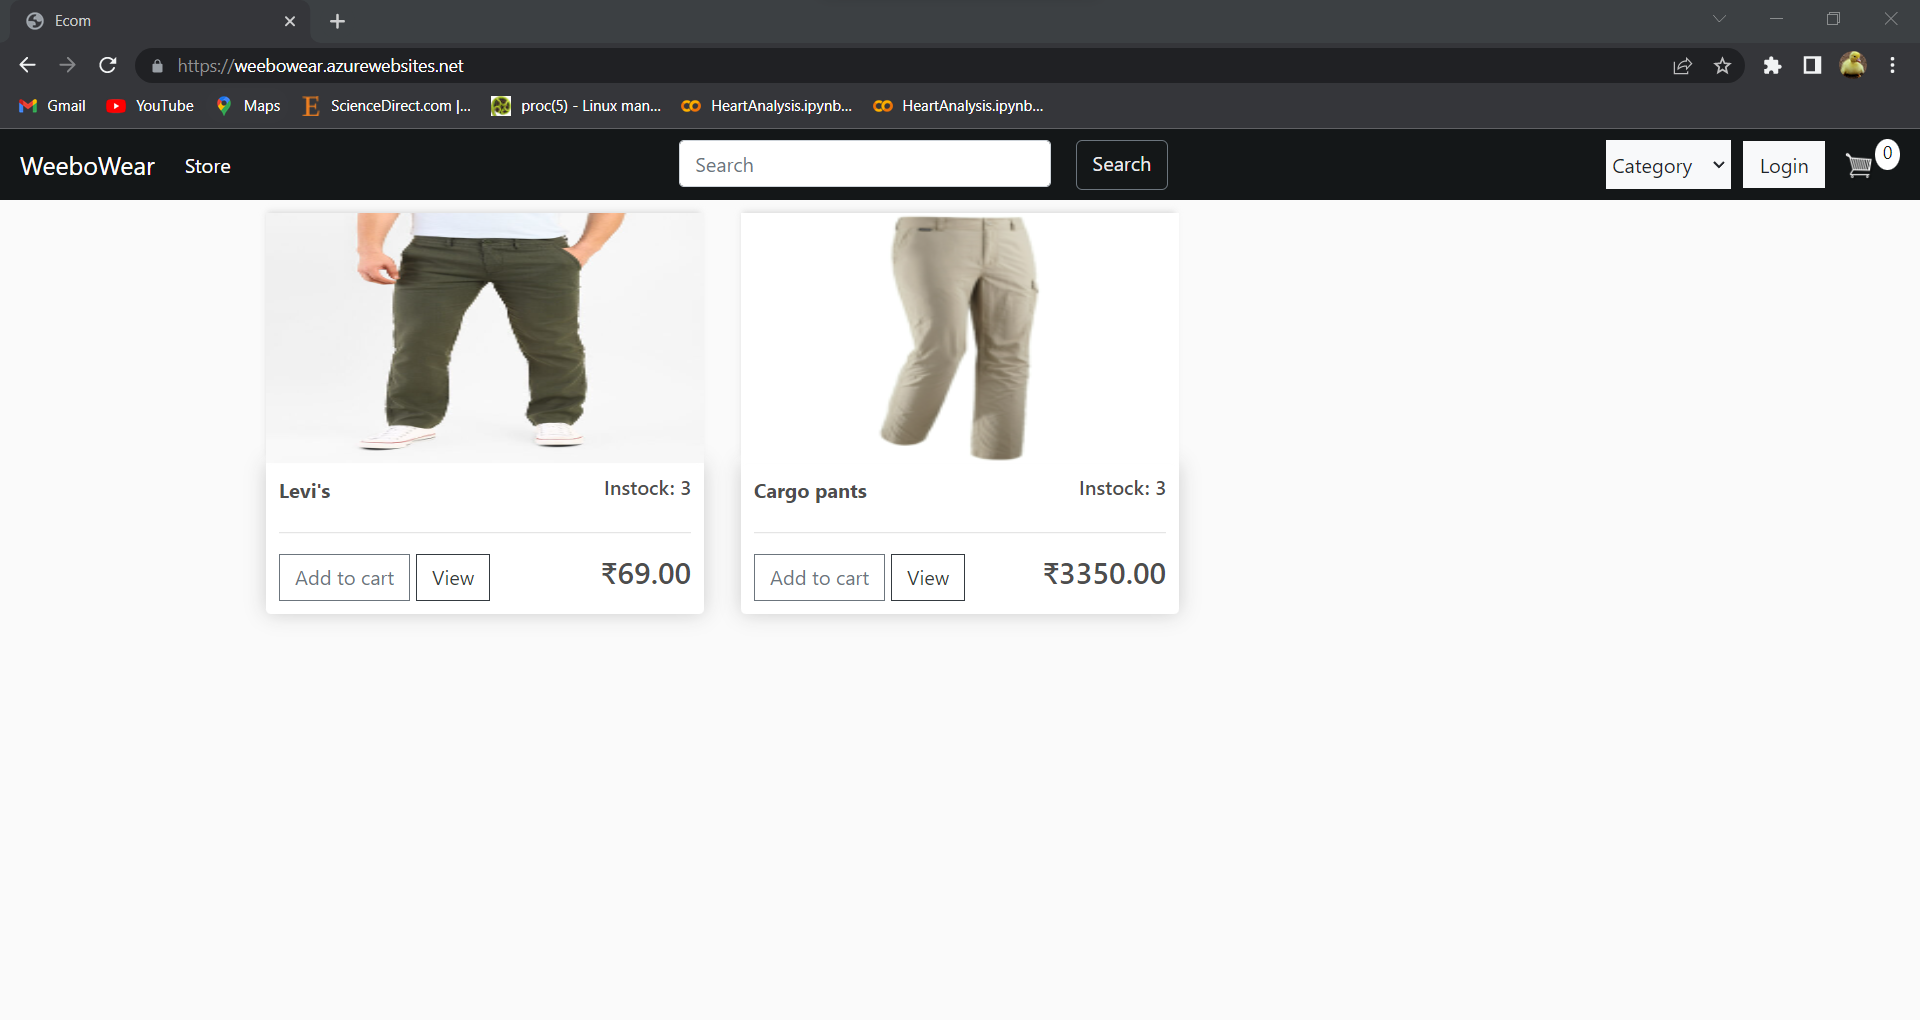 Ecom
https://weebowear.azurewebsites.net
Gmail YouTube Maps ScienceDirect.com |... proc(5) - Linux man... HeartAnalysis.ipynb... HeartAnalysis.ipynb...
WeeboWear Store Search Search Category Login 0
Levi's Instock: 3
Add to cart View ₹69.00
Cargo pants Instock: 3
Add to cart View ₹3350.00